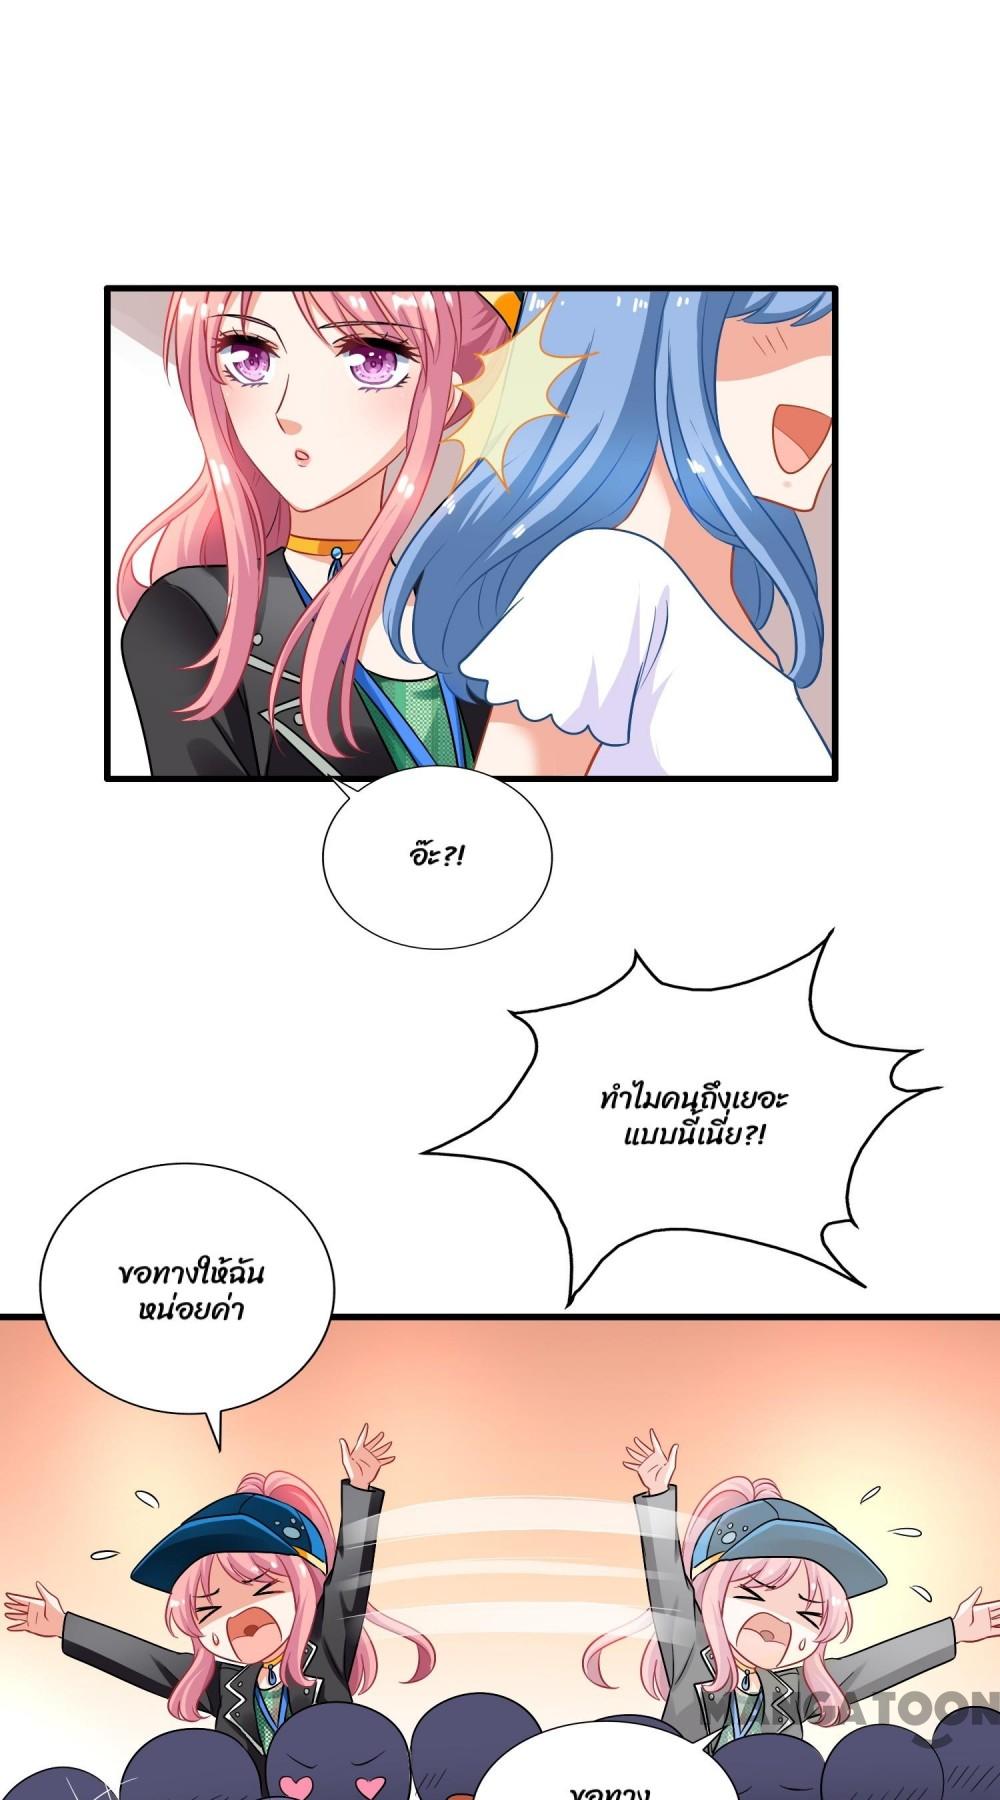 อ๊ะ?!
ทำไมคนถึงเยอะ
แบบนี้เนี่ย?!
ขอทางให้ฉัน
หน่อยค่า
MANGATOON
ขอทาง